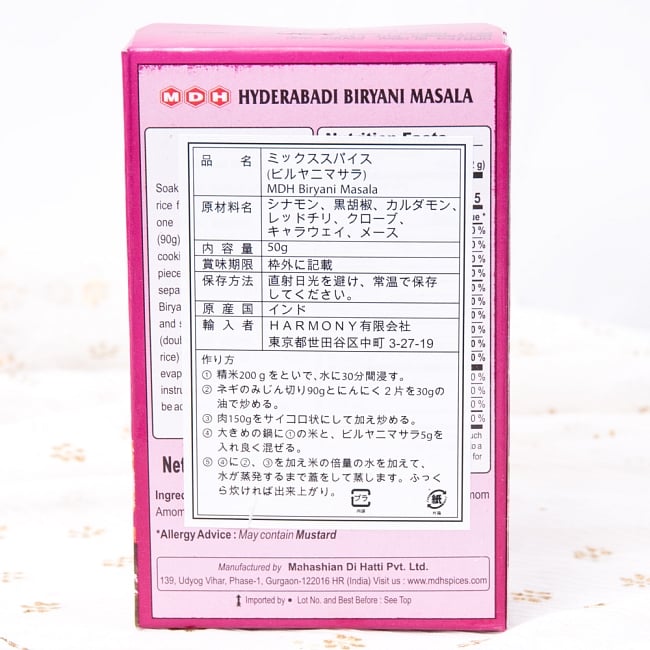 MDH HYDERABADI BIRYANI MASALA
Nutrition Facts
品名 ミックススパイス
(ビルヤニマサラ)
MDH Biryani Masala
原材料名 シナモン、黒胡椒、カルダモン、
レッドチリ、クローブ、
キャラウェイ、メース
内容量 50g
賞味期限 枠外に記載
保存方法 直射日光を避け、常温で保存
してください。
原産国 インド
輸入者 HARMONY有限会社
東京都世田谷区中町 3-27-19
作り方
① 精米200gをといで、水に30分間浸す。
② ネギのみじん切り90gとにんにく2片を30gの
油で炒める。
③ 肉150gをサイコロ状にして加え炒める。
④ 大きめの鍋に①の米と、ビルヤニマサラ5gを
入れ良く混ぜる。
⑤ ④に②、③を加え米の倍量の水を加えて、
水が蒸発するまで蓋をして蒸します。ふっく
ら炊ければ出来上がり。
プラ 紙
Soak
rice f
one
(90g)
cooki
piece
sepa
Birya
and s
(doub
rice)
evap
instru
be ad
Net
*Allergy Advice : May contain Mustard
Manufactured by Mahashian Di Hatti Pvt. Ltd.
139, Udyog Vihar, Phase-1, Gurgaon-122016 HR (India) Visit us : www.mdhspices.com
Imported by ● Lot No. and Best Before : See Top